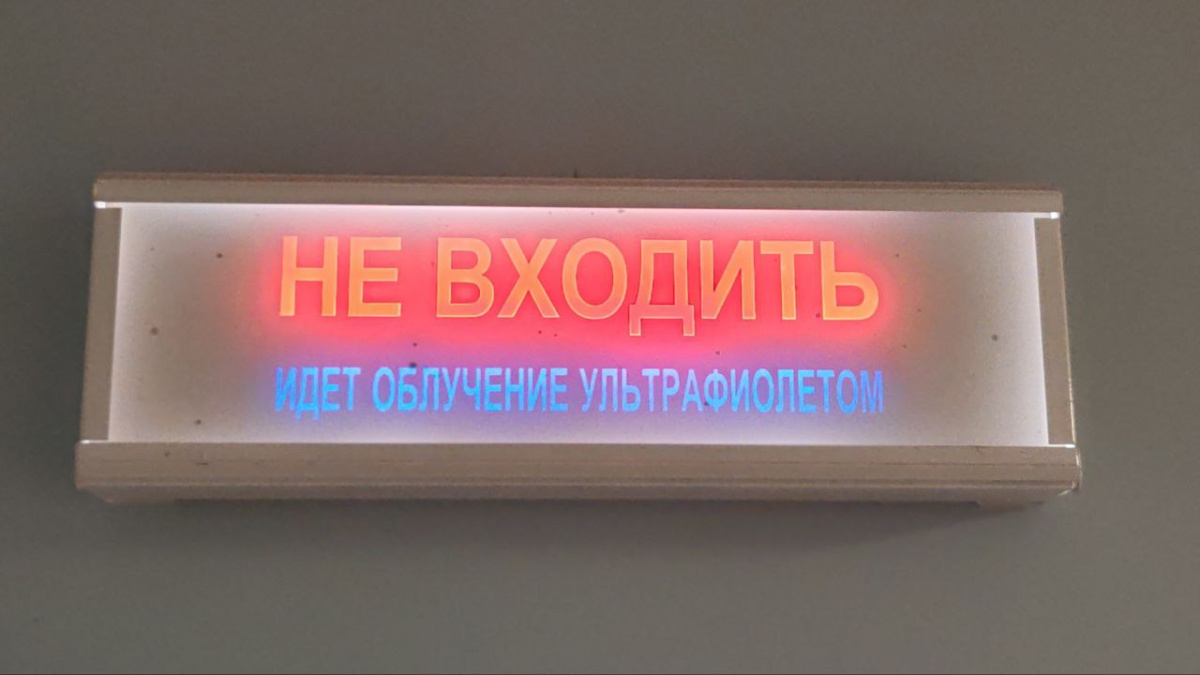 НЕ ВХОДИТЬ
ИДЕТ ОБЛУЧЕНИЕ УЛЬТРАФИОЛЕТОМ